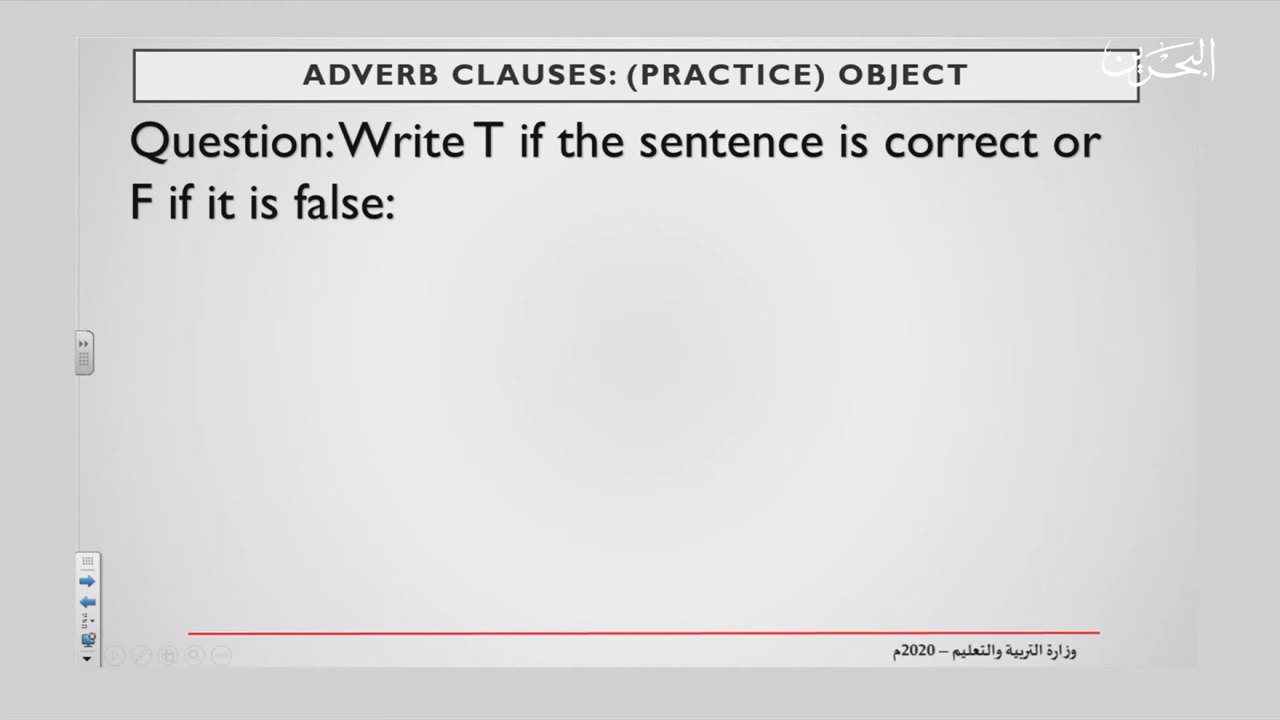 البحرين
ADVERB CLAUSES: (PRACTICE) OBJECT
Question: Write T if the sentence is correct or
F if it is false:
وزارة التربية والتعليم – 2020م